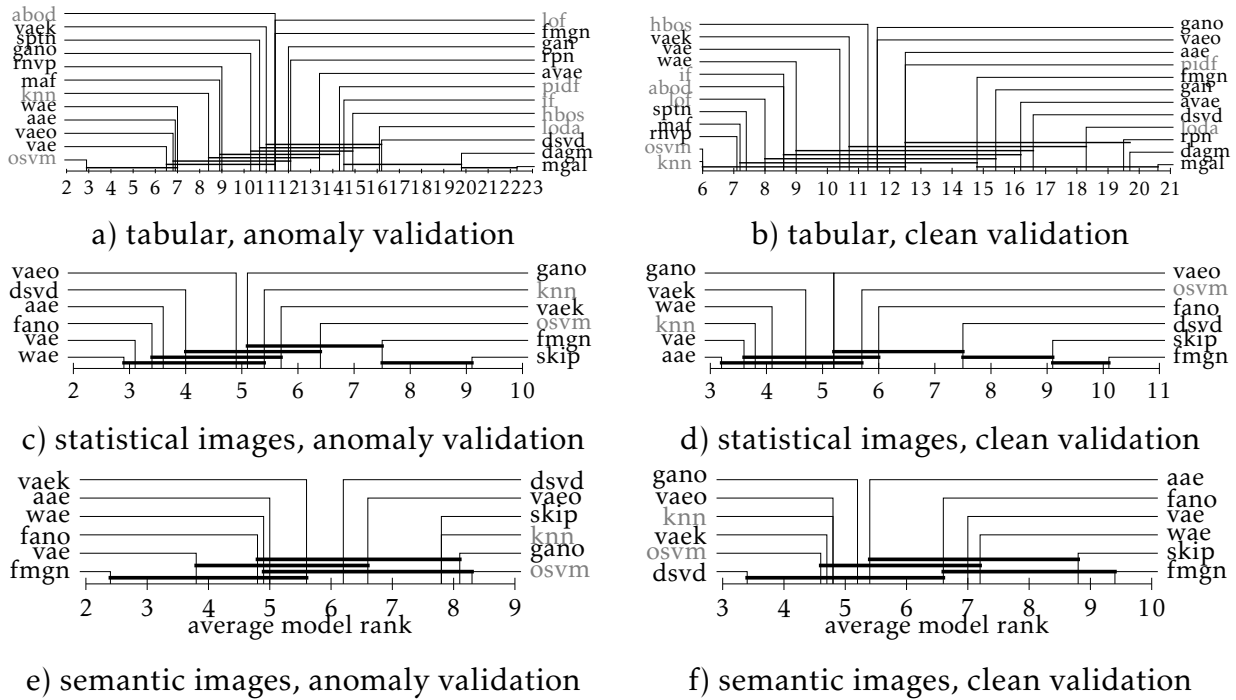 abod
vaek
sptn
gano
rnvp
maf
knn
wae
aae
vaeo
vae
osvm
lof
fmgn
gan
rpn
avae
pidf
if
hbos
loda
dsvd
dagm
mgal
2 3 4 5 6 7 8 9 10 11 12 13 14 15 16 17 18 19 20 21 22 23
a) tabular, anomaly validation
hbos
vaek
vae
wae
if
abod
lof
sptn
maf
rnvp
osvm
knn
gano
vaeo
aae
pidf
fmgn
gan
avae
dsvd
loda
rpn
dagm
mgal
6 7 8 9 10 11 12 13 14 15 16 17 18 19 20 21
b) tabular, clean validation
vaeo
dsvd
aae
fano
vae
wae
gano
knn
vaek
osvm
fmgn
skip
2 3 4 5 6 7 8 9 10
c) statistical images, anomaly validation
gano
vaek
wae
knn
vae
aae
vaeo
osvm
fano
dsvd
skip
fmgn
3 4 5 6 7 8 9 10 11
d) statistical images, clean validation
vaek
aae
wae
fano
vae
fmgn
dsvd
vaeo
skip
knn
gano
osvm
2 3 4 5 6 7 8 9
average model rank
e) semantic images, anomaly validation
gano
vaeo
knn
vaek
osvm
dsvd
aae
fano
vae
wae
skip
fmgn
3 4 5 6 7 8 9 10
average model rank
f) semantic images, clean validation